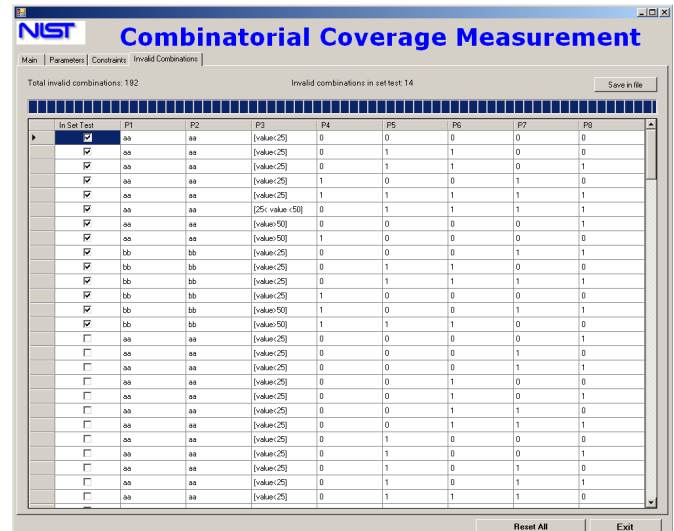 NIST
Combinatorial Coverage Measurement
Main Parameters Constraints Invalid Combinations
Total invalid combinations: 192 Invalid combinations in set test: 14 Save in file
In Set Test P1 P2 P3 P4 P5 P6 P7 P8
aa aa [value<25] 0 0 0 0 0
aa aa [value<25] 0 1 1 0 0
aa aa [value<25] 0 1 1 0 1
aa aa [value<25] 1 0 0 1 0
aa aa [value<25] 1 1 1 1 1
aa aa [25< value <50] 0 1 1 1 1
aa aa [value>50] 0 0 0 0 1
aa aa [value>50] 1 0 0 0 0
bb bb [value<25] 0 0 0 1 1
bb bb [value<25] 0 1 1 0 0
bb bb [value<25] 0 1 1 1 1
bb bb [value<25] 1 0 0 0 0
bb bb [value>50] 1 0 0 1 1
bb bb [value>50] 1 1 1 0 0
aa aa [value<25] 0 0 0 0 1
aa aa [value<25] 0 0 0 1 0
aa aa [value<25] 0 0 0 1 1
aa aa [value<25] 0 0 1 0 0
aa aa [value<25] 0 0 1 0 1
aa aa [value<25] 0 0 1 1 0
aa aa [value<25] 0 0 1 1 1
aa aa [value<25] 0 1 0 0 0
aa aa [value<25] 0 1 0 0 1
aa aa [value<25] 0 1 0 1 0
aa aa [value<25] 0 1 0 1 1
aa aa [value<25] 0 1 1 1 0
Reset All Exit